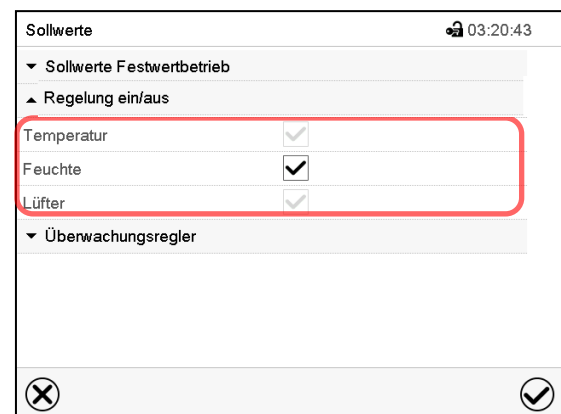 Sollwerte 03:20:43
Sollwerte Festwertbetrieb
Regelung ein/aus
Temperatur
Feuchte
Lüfter
Überwachungsregler